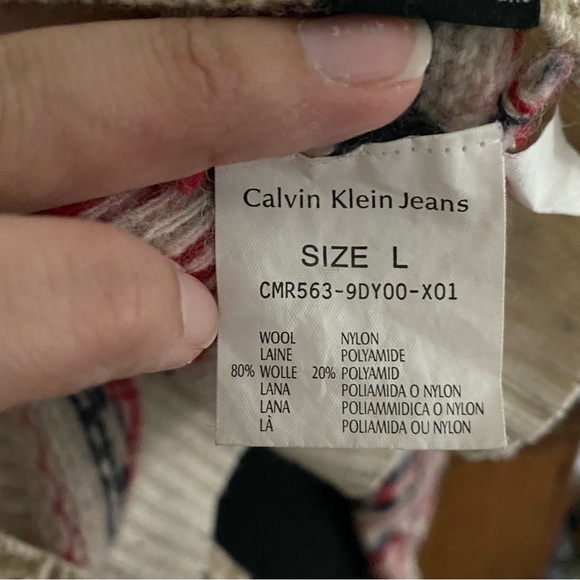 Calvin Klein Jeans
SIZE L
CMR563-9DY00-X01
WOOL NYLON
LAINE POLYAMIDE
80% WOLLE 20% POLYAMID
LANA POLIAMIDA O NYLON
LANA POLIAMMIDICA O NYLON
LÀ POLIAMIDA OU NYLON